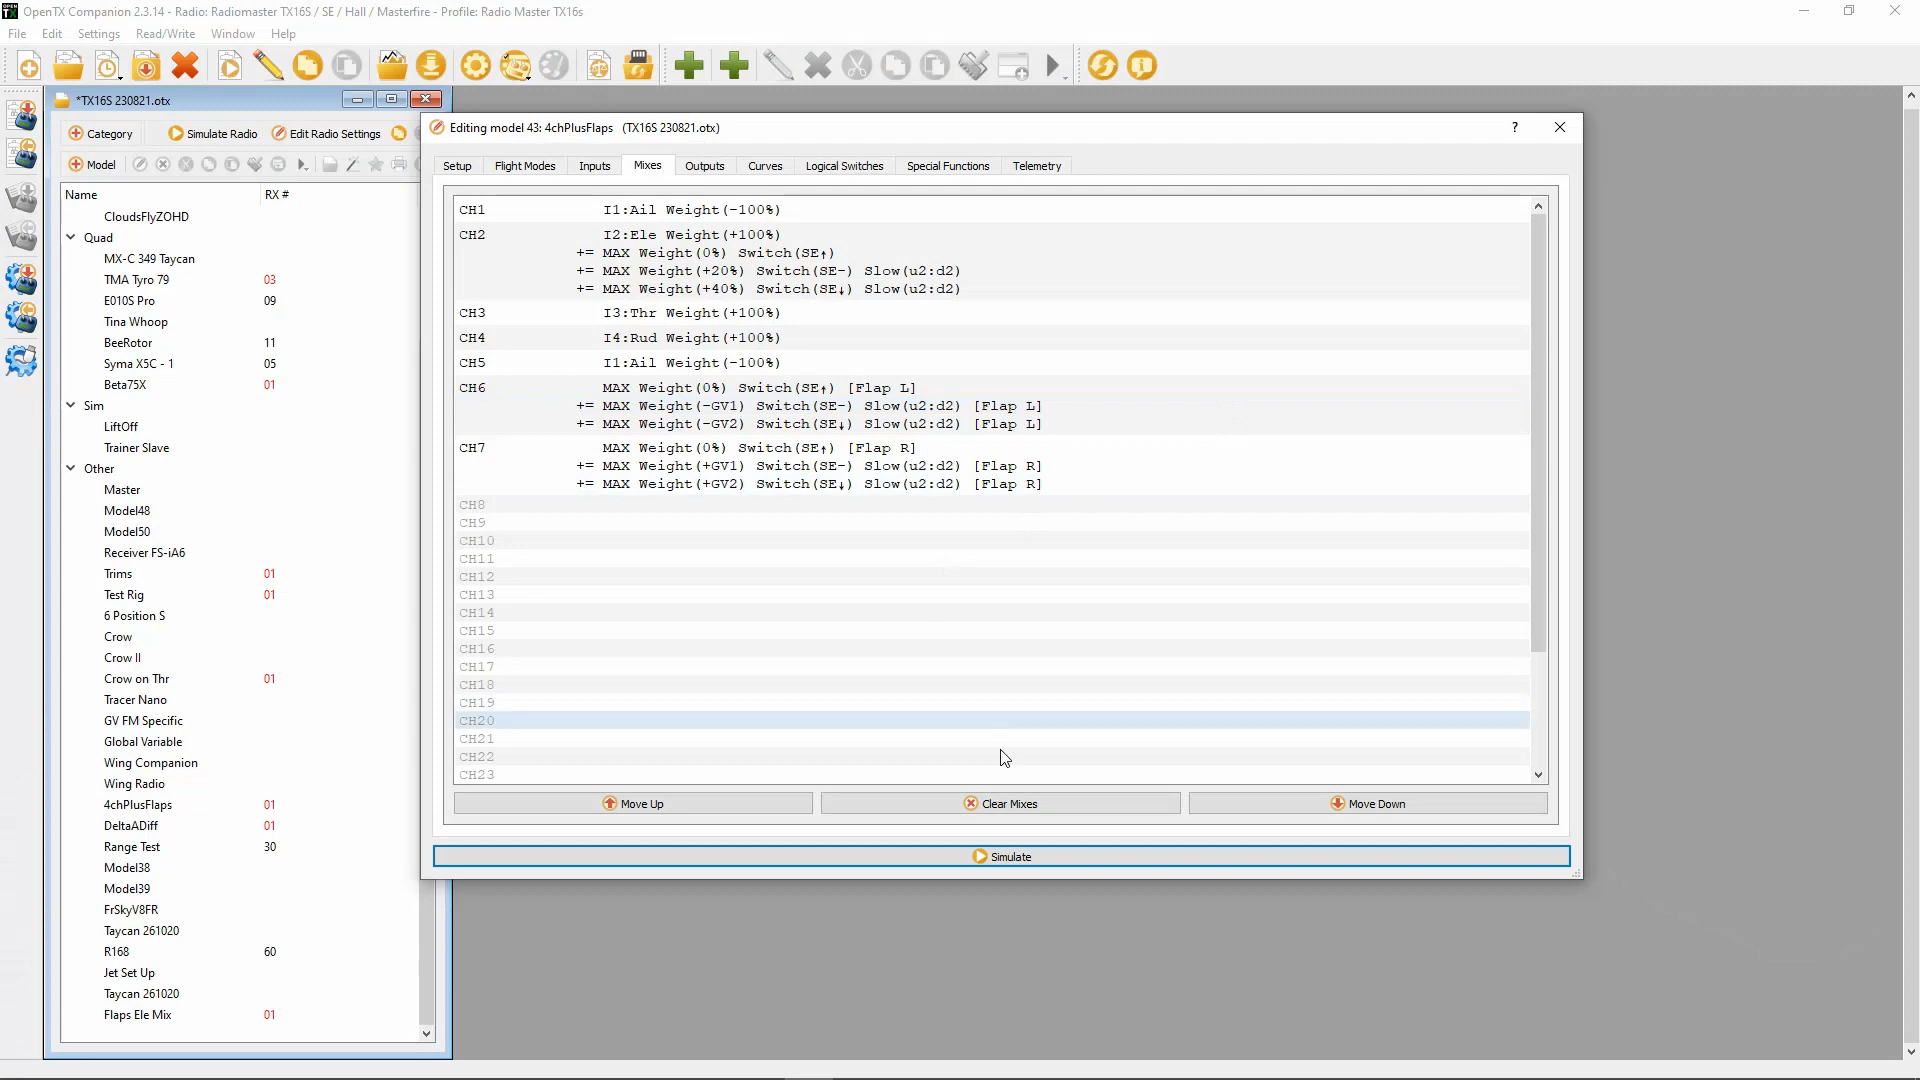 OpenTX Companion 2.3.14 - Radio: Radiomaster TX16S / SE / Hall / Masterfire - Profile: Radio Master TX16s
File Edit Settings Read/Write Window Help
*TX16S 230821.otx
Category Simulate Radio Edit Radio Settings
Model
Name RX #
CloudsFlyZOHD
Quad
MX-C 349 Taycan
TMA Tyro 79 03
E010S Pro 09
Tina Whoop
BeeRotor 11
Syma X5C - 1 05
Beta75X 01
Sim
LiftOff
Trainer Slave
Other
Master
Model48
Model50
Receiver FS-iA6
Trims 01
Test Rig 01
6 Position S
Crow
Crow II
Crow on Thr 01
Tracer Nano
GV FM Specific
Global Variable
Wing Companion
Wing Radio
4chPlusFlaps 01
DeltaADiff 01
Range Test 30
Model38
Model39
FrSkyV8FR
Taycan 261020
R168 60
Jet Set Up
Taycan 261020
Flaps Ele Mix 01
Editing model 43: 4chPlusFlaps (TX16S 230821.otx)
?
Setup Flight Modes Inputs Mixes Outputs Curves Logical Switches Special Functions Telemetry
CH1 I1:Ail Weight(-100%)
CH2 I2:Ele Weight(+100%)
+= MAX Weight(0%) Switch(SE↑)
+= MAX Weight(+20%) Switch(SE-) Slow(u2:d2)
+= MAX Weight(+40%) Switch(SE↓) Slow(u2:d2)
CH3 I3:Thr Weight(+100%)
CH4 I4:Rud Weight(+100%)
CH5 I1:Ail Weight(-100%)
CH6 MAX Weight(0%) Switch(SE↑) [Flap L]
+= MAX Weight(-GV1) Switch(SE-) Slow(u2:d2) [Flap L]
+= MAX Weight(-GV2) Switch(SE↓) Slow(u2:d2) [Flap L]
CH7 MAX Weight(0%) Switch(SE↑) [Flap R]
+= MAX Weight(+GV1) Switch(SE-) Slow(u2:d2) [Flap R]
+= MAX Weight(+GV2) Switch(SE↓) Slow(u2:d2) [Flap R]
CH8
CH9
CH10
CH11
CH12
CH13
CH14
CH15
CH16
CH17
CH18
CH19
CH20
CH21
CH22
CH23
Move Up Clear Mixes Move Down
Simulate